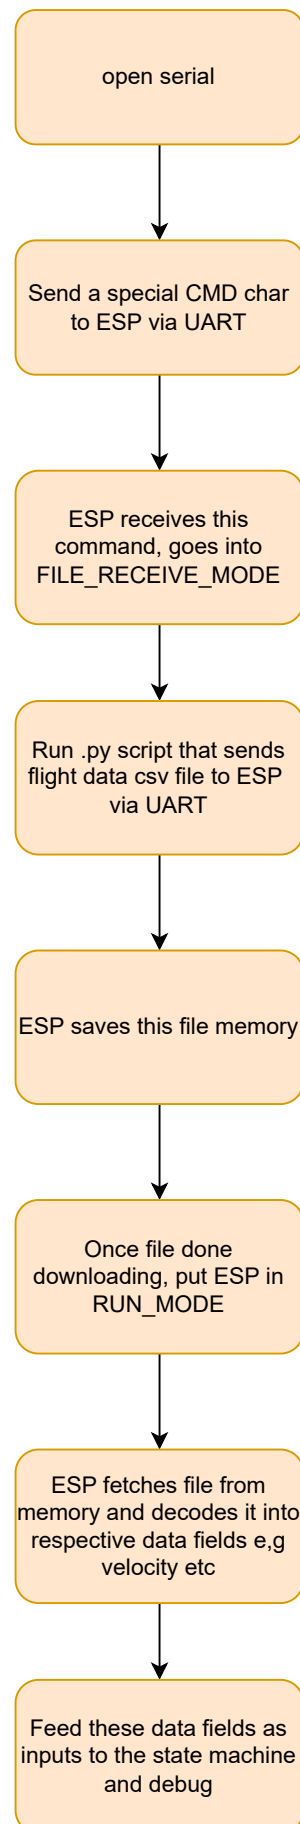 open serial
Send a special CMD char
to ESP via UART
ESP receives this
command, goes into
FILE_RECEIVE_MODE
Run .py script that sends
flight data csv file to ESP
via UART
ESP saves this file memory
Once file done
downloading, put ESP in
RUN_MODE
ESP fetches file from
memory and decodes it into
respective data fields e,g
velocity etc
Feed these data fields as
inputs to the state machine
and debug